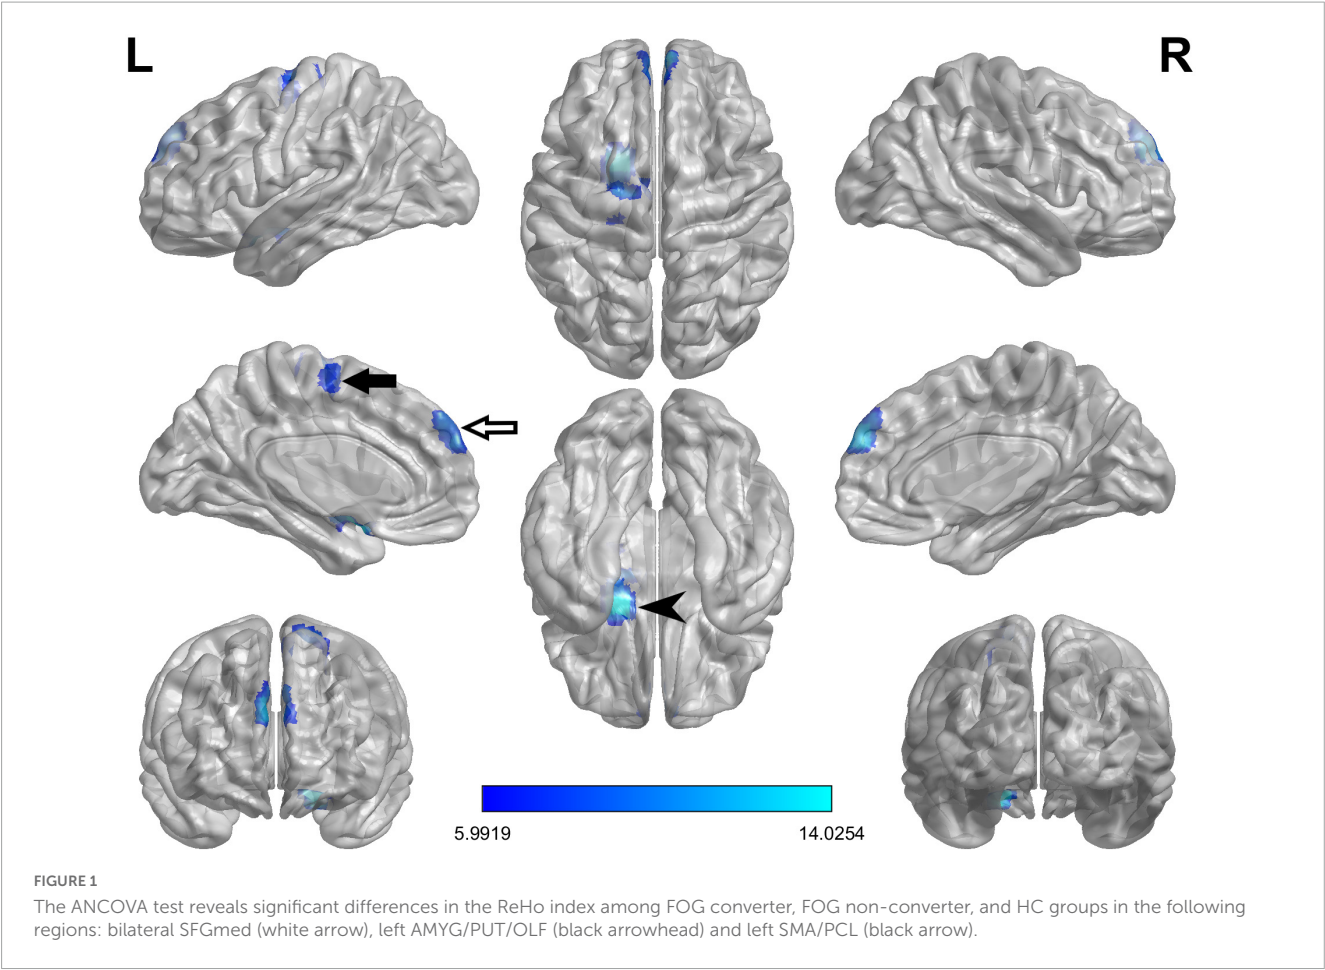 L
R
5.9919
14.0254
FIGURE 1
The ANCOVA test reveals significant differences in the ReHo index among FOG converter, FOG non-converter, and HC groups in the following
regions: bilateral SFGmed (white arrow), left AMYG/PUT/OLF (black arrowhead) and left SMA/PCL (black arrow).